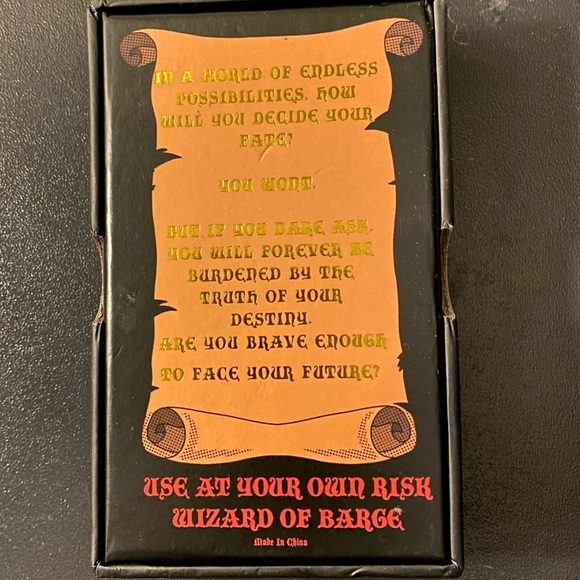 IN A WORLD OF ENDLESS
POSSIBILITIES. HOW
WILL YOU DECIDE YOUR
FATE?
YOU WONT.
BUT IF YOU DARE ASK.
YOU WILL FOREVER BE
BURDENED BY THE
TRUTH OF YOUR
DESTINY.
ARE YOU BRAVE ENOUGH
TO FACE YOUR FUTURE?
USE AT YOUR OWN RISK
WIZARD OF BARGE
Made In China